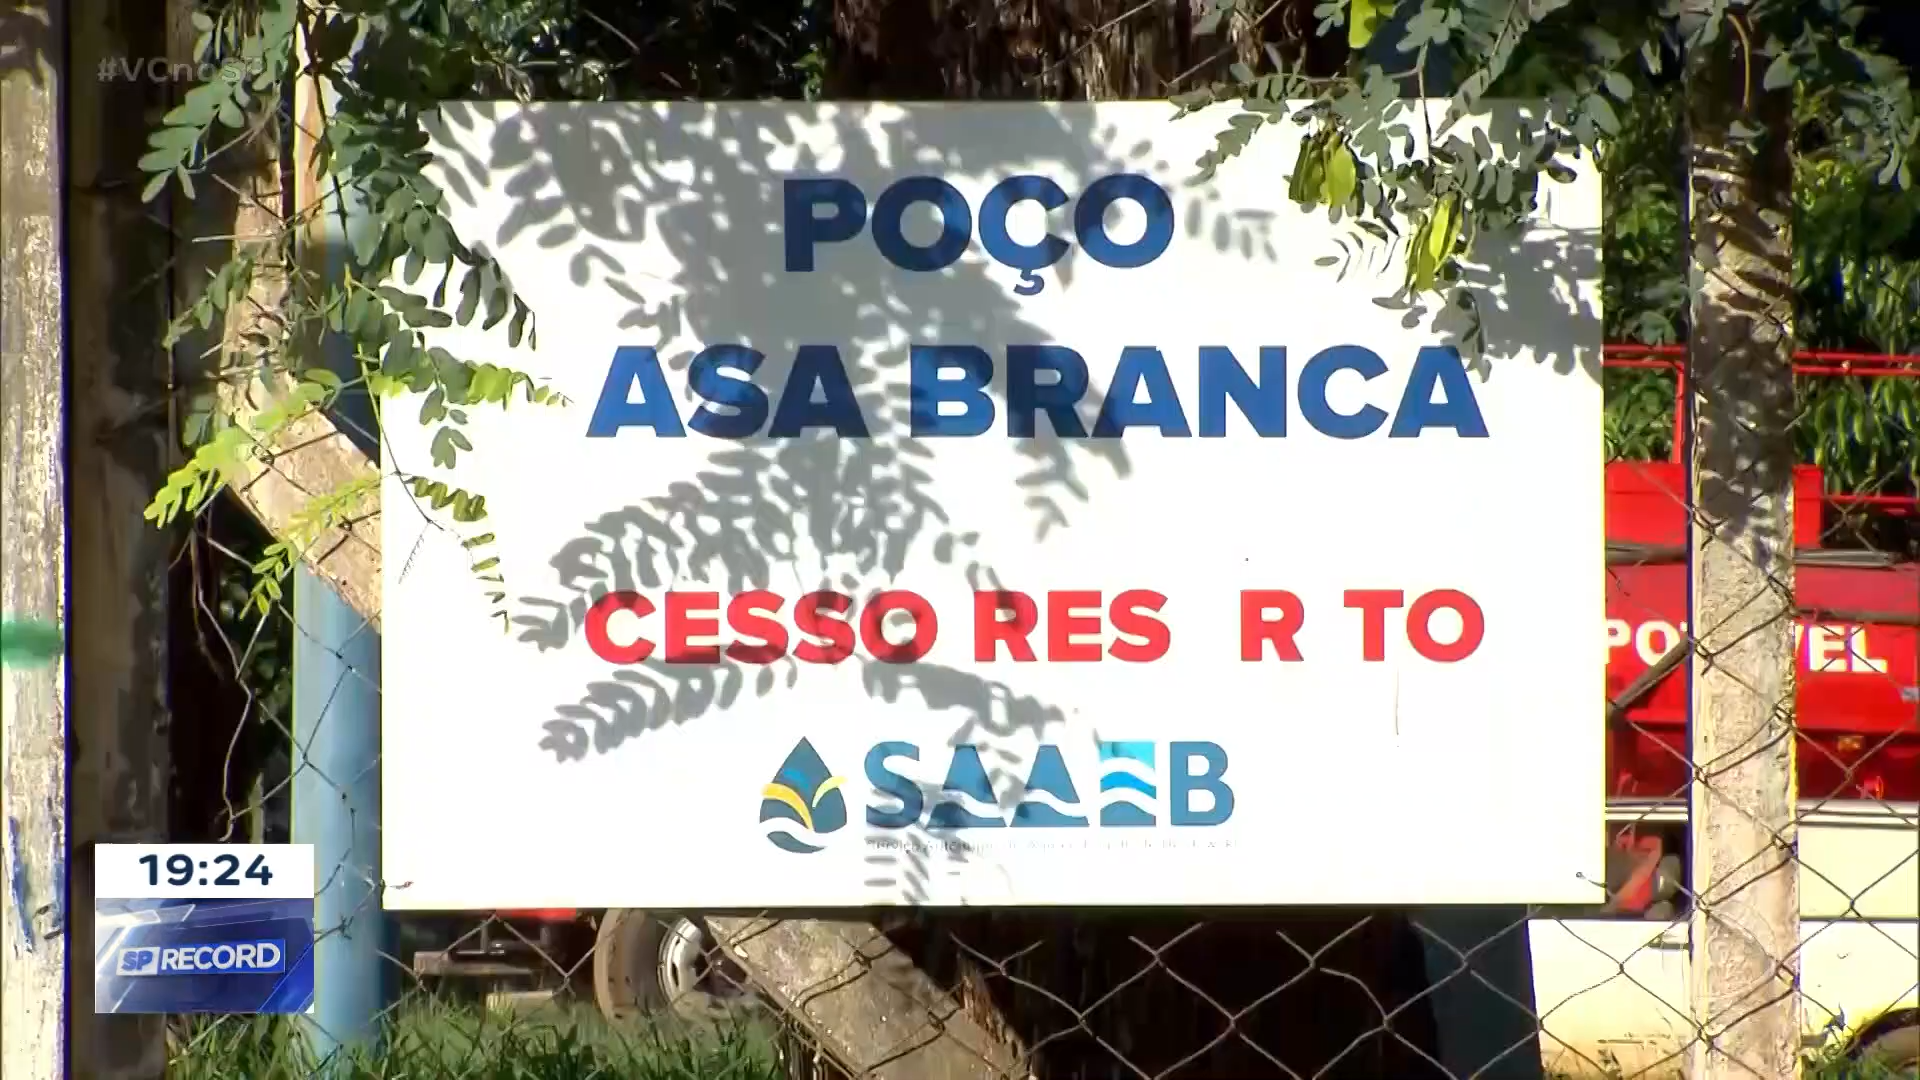 #VCnoSP
POÇO
ASA BRANCA
CESSO RES R TO
SAAEB
19:24
SP RECORD